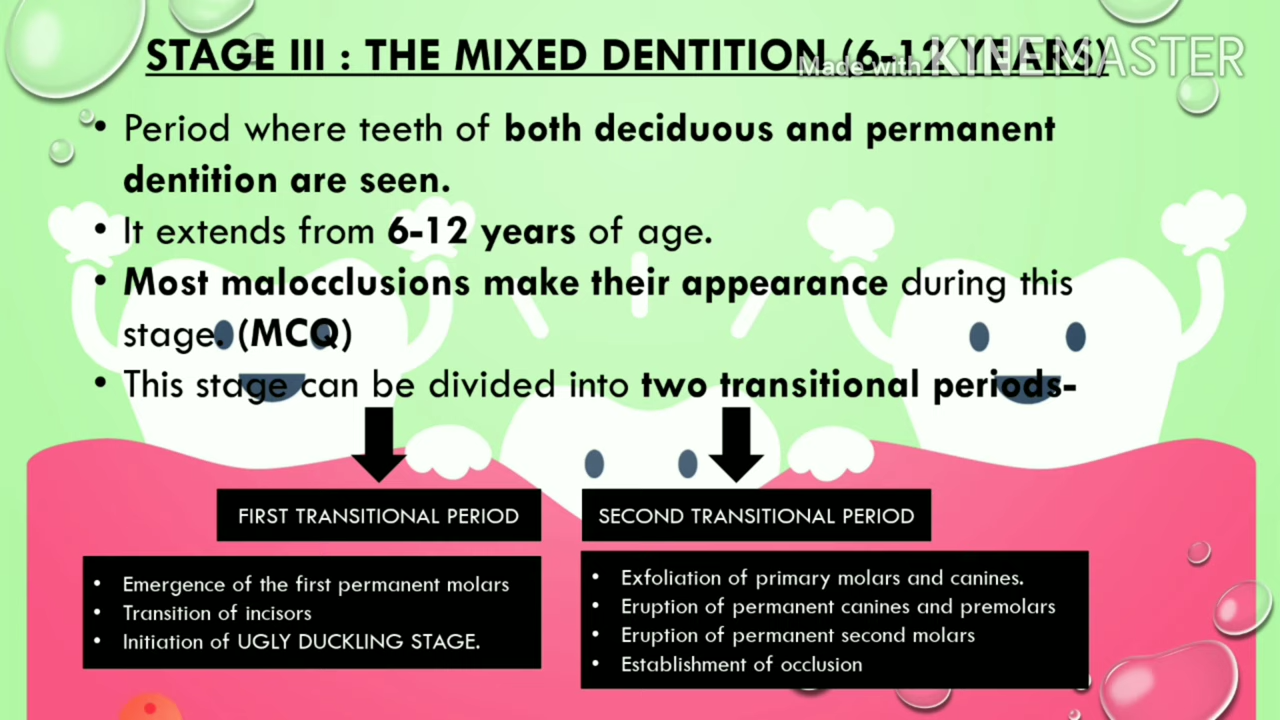 STAGE III : THE MIXED DENTITION (6-12 YEARS)
Made with KINEMASTER
• Period where teeth of both deciduous and permanent
dentition are seen.
• It extends from 6-12 years of age.
• Most malocclusions make their appearance during this
stage. (MCQ)
• This stage can be divided into two transitional periods-
FIRST TRANSITIONAL PERIOD
• Emergence of the first permanent molars
• Transition of incisors
• Initiation of UGLY DUCKLING STAGE.
SECOND TRANSITIONAL PERIOD
• Exfoliation of primary molars and canines.
• Eruption of permanent canines and premolars
• Eruption of permanent second molars
• Establishment of occlusion